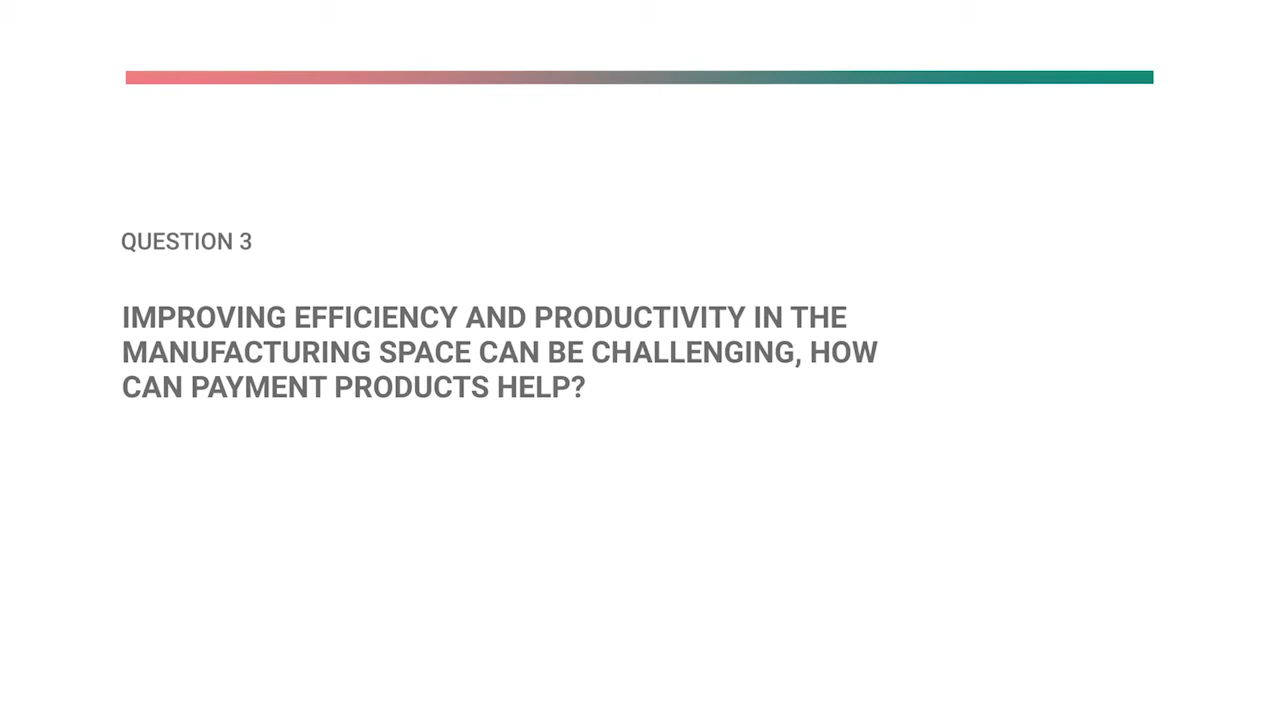 QUESTION 3
IMPROVING EFFICIENCY AND PRODUCTIVITY IN THE
MANUFACTURING SPACE CAN BE CHALLENGING, HOW
CAN PAYMENT PRODUCTS HELP?